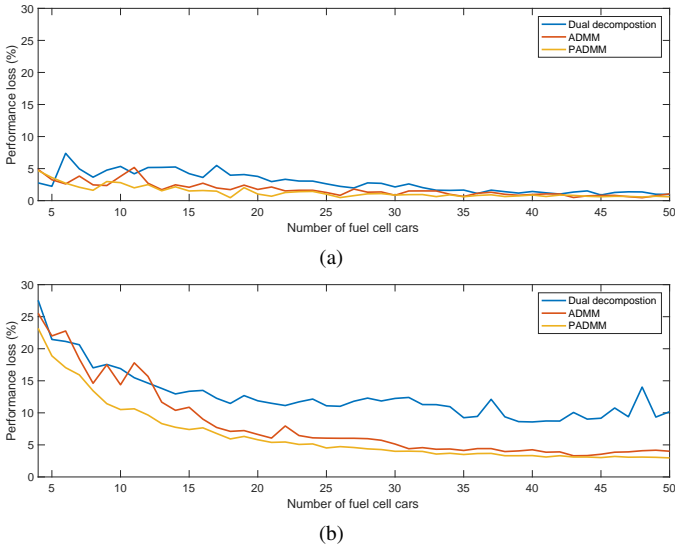 30
25
20
15
10
5
0
Performance loss (%)
Dual decompostion
ADMM
PADMM
5 10 15 20 25 30 35 40 45 50
Number of fuel cell cars
(a)
30
25
20
15
10
5
0
Performance loss (%)
Dual decompostion
ADMM
PADMM
5 10 15 20 25 30 35 40 45 50
Number of fuel cell cars
(b)